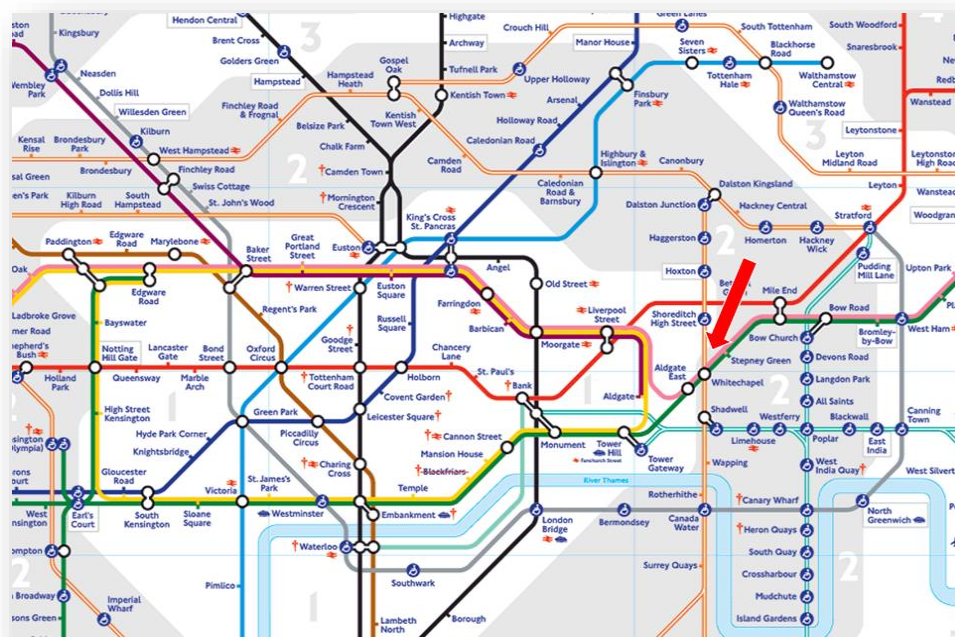 Kingsbury
Hendon Central
Highgate
Crouch Hill
Green Lanes
South Tottenham
South Woodford
Brent Cross
Archway
Manor House
Seven
Sisters
Blackhorse
Road
Snaresbrook
3
4
Golders Green
Wembley
Park
Neasden
Gospel
Oak
Hampstead
Hampstead
Heath
Tufnell Park
Upper Holloway
Tottenham
Hale
Walthamstow
Central
Dollis Hill
Finsbury
Park
Wanstead
Willesden Green
Finchley Road
& Frognal
Kentish Town
Arsenal
Walthamstow
Queen's Road
Kilburn
Kentish
Town West
Holloway Road
3
Leytonstone
Kensal
Rise
Brondesbury
Park
West Hampstead
Belsize Park
Chalk Farm
Caledonian Road
Highbury &
Islington
Canonbury
Leyton
Midland Road
Leytonstone
High Road
Brondesbury
Finchley Road
2
Camden
Road
South
Hampstead
Swiss Cottage
†Camden Town
Caledonian
Road &
Barnsbury
Dalston Kingsland
Leyton
Kilburn
High Road
St. John's Wood
†Mornington
Crescent
Dalston Junction
Hackney Central
King's Cross
St. Pancras
Stratford
Paddington
Edgware
Road
Marylebone
Baker
Street
Great
Portland
Street
Euston
Haggerston
2
Homerton
Hackney
Wick
Pudding
Mill Lane
Upton Park
Oak
Edgware
Road
†Warren Street
Euston
Square
Angel
Old Street
Hoxton
Mile End
Farringdon
Liverpool
Street
Bow Road
Ladbroke Grove
Bayswater
Regent's Park
Russell
Square
Barbican
Shoreditch
High Street
Bow Church
Bromley-
by-Bow
West Ham
Notting
Hill Gate
Lancaster
Gate
Bond
Street
Oxford
Circus
†
Goodge
Street
Chancery
Lane
Moorgate
Stepney Green
Devons Road
Holland
Park
Queensway
Marble
Arch
†Tottenham
Court Road
Holborn
St. Paul's
†Bank
Aldgate
East
Whitechapel
Langdon Park
Covent Garden†
Aldgate
1
All Saints
High Street
Kensington
1
Green Park
Leicester Square†
Shadwell
Westferry
Blackwall
Canning
Town
Hyde Park Corner
Piccadilly
Circus
†Cannon Street
Monument
Tower
Hill
Fenchurch Street
Limehouse
Poplar
East
India
Knightsbridge
Mansion House
Tower
Gateway
Gloucester
Road
St. James's
Park
†Charing
Cross
†Blackfriars
Wapping
West
India Quay†
Victoria
Temple
River Thames
Rotherhithe
†Canary Wharf
Earl's
Court
South
Kensington
Sloane
Square
Westminster
Embankment†
London
Bridge
Bermondsey
Canada
Water
North
Greenwich
†Heron Quays
†Waterloo
South Quay
Surrey Quays
Crossharbour
2
2
Pimlico
Southwark
Mudchute
Imperial
Wharf
1
Lambeth
North
Borough
Island Gardens